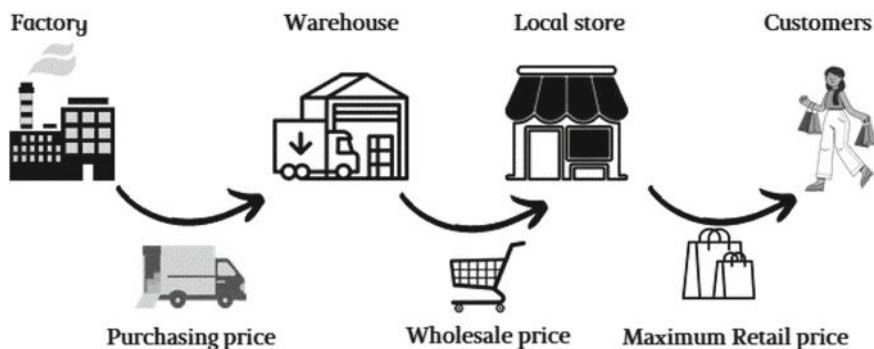 Factory
Warehouse
Local store
Customers
Purchasing price
Wholesale price
Maximum Retail price